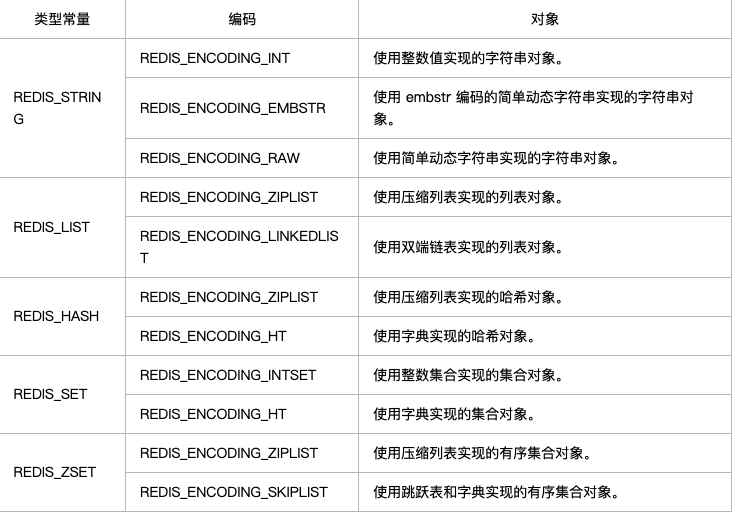 类型常量 编码 对象
REDIS_ENCODING_INT 使用整数值实现的字符串对象。
REDIS_STRIN
G
REDIS_ENCODING_EMBSTR
使用 embstr 编码的简单动态字符串实现的字符串对
象。
REDIS_ENCODING_RAW 使用简单动态字符串实现的字符串对象。
REDIS_LIST
REDIS_ENCODING_ZIPLIST 使用压缩列表实现的列表对象。
REDIS_ENCODING_LINKEDLIS
T
使用双端链表实现的列表对象。
REDIS_HASH
REDIS_ENCODING_ZIPLIST 使用压缩列表实现的哈希对象。
REDIS_ENCODING_HT 使用字典实现的哈希对象。
REDIS_SET
REDIS_ENCODING_INTSET 使用整数集合实现的集合对象。
REDIS_ENCODING_HT 使用字典实现的集合对象。
REDIS_ZSET
REDIS_ENCODING_ZIPLIST 使用压缩列表实现的有序集合对象。
REDIS_ENCODING_SKIPLIST 使用跳跃表和字典实现的有序集合对象。